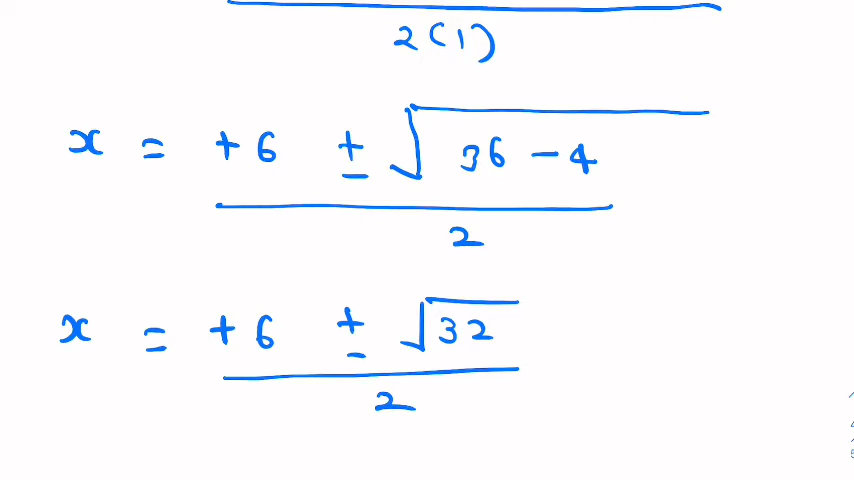 2(1)
x = +6 ± √36 - 4
2
x = +6 ± √32
2